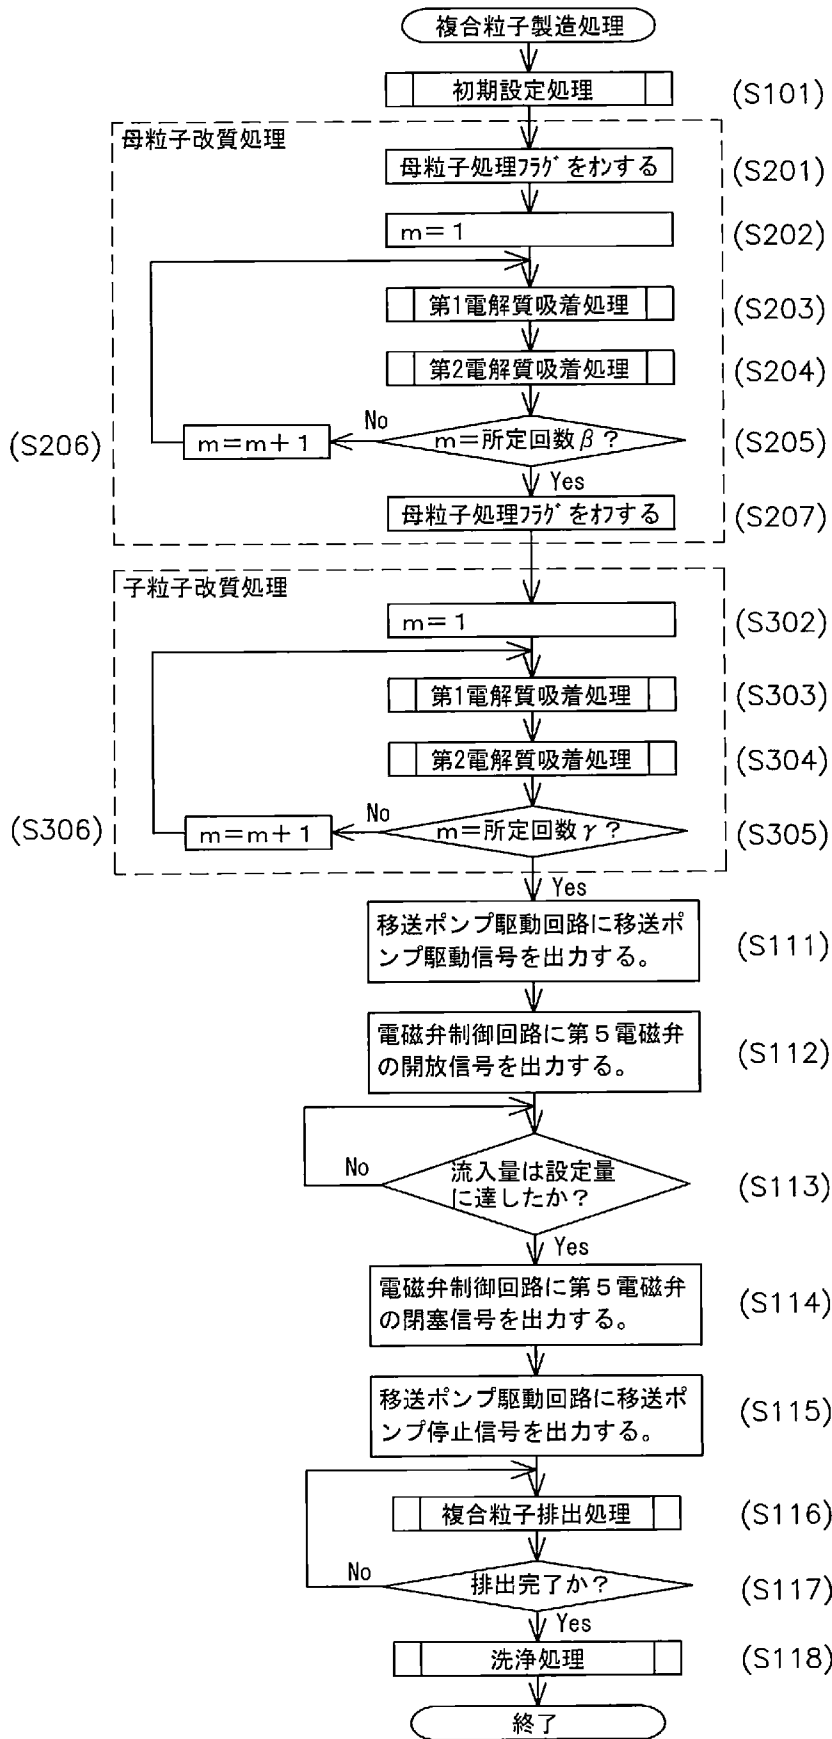 複合粒子製造処理
初期設定処理
(S101)
母粒子改質処理
母粒子処理ﾌﾗｸﾞをｵﾝする
(S201)
m=1
(S202)
第1電解質吸着処理
(S203)
第2電解質吸着処理
(S204)
(S206)
m=m+1
No
m=所定回数β?
(S205)
Yes
母粒子処理ﾌﾗｸﾞをｵﾌする
(S207)
子粒子改質処理
m=1
(S302)
第1電解質吸着処理
(S303)
第2電解質吸着処理
(S304)
(S306)
m=m+1
No
m=所定回数γ?
(S305)
Yes
移送ポンプ駆動回路に移送ポ
ンプ駆動信号を出力する。
(S111)
電磁弁制御回路に第5電磁弁
の開放信号を出力する。
(S112)
No
流入量は設定量
に達したか?
(S113)
Yes
電磁弁制御回路に第5電磁弁
の閉塞信号を出力する。
(S114)
移送ポンプ駆動回路に移送ポ
ンプ停止信号を出力する。
(S115)
複合粒子排出処理
(S116)
No
排出完了か?
(S117)
Yes
洗浄処理
(S118)
終了